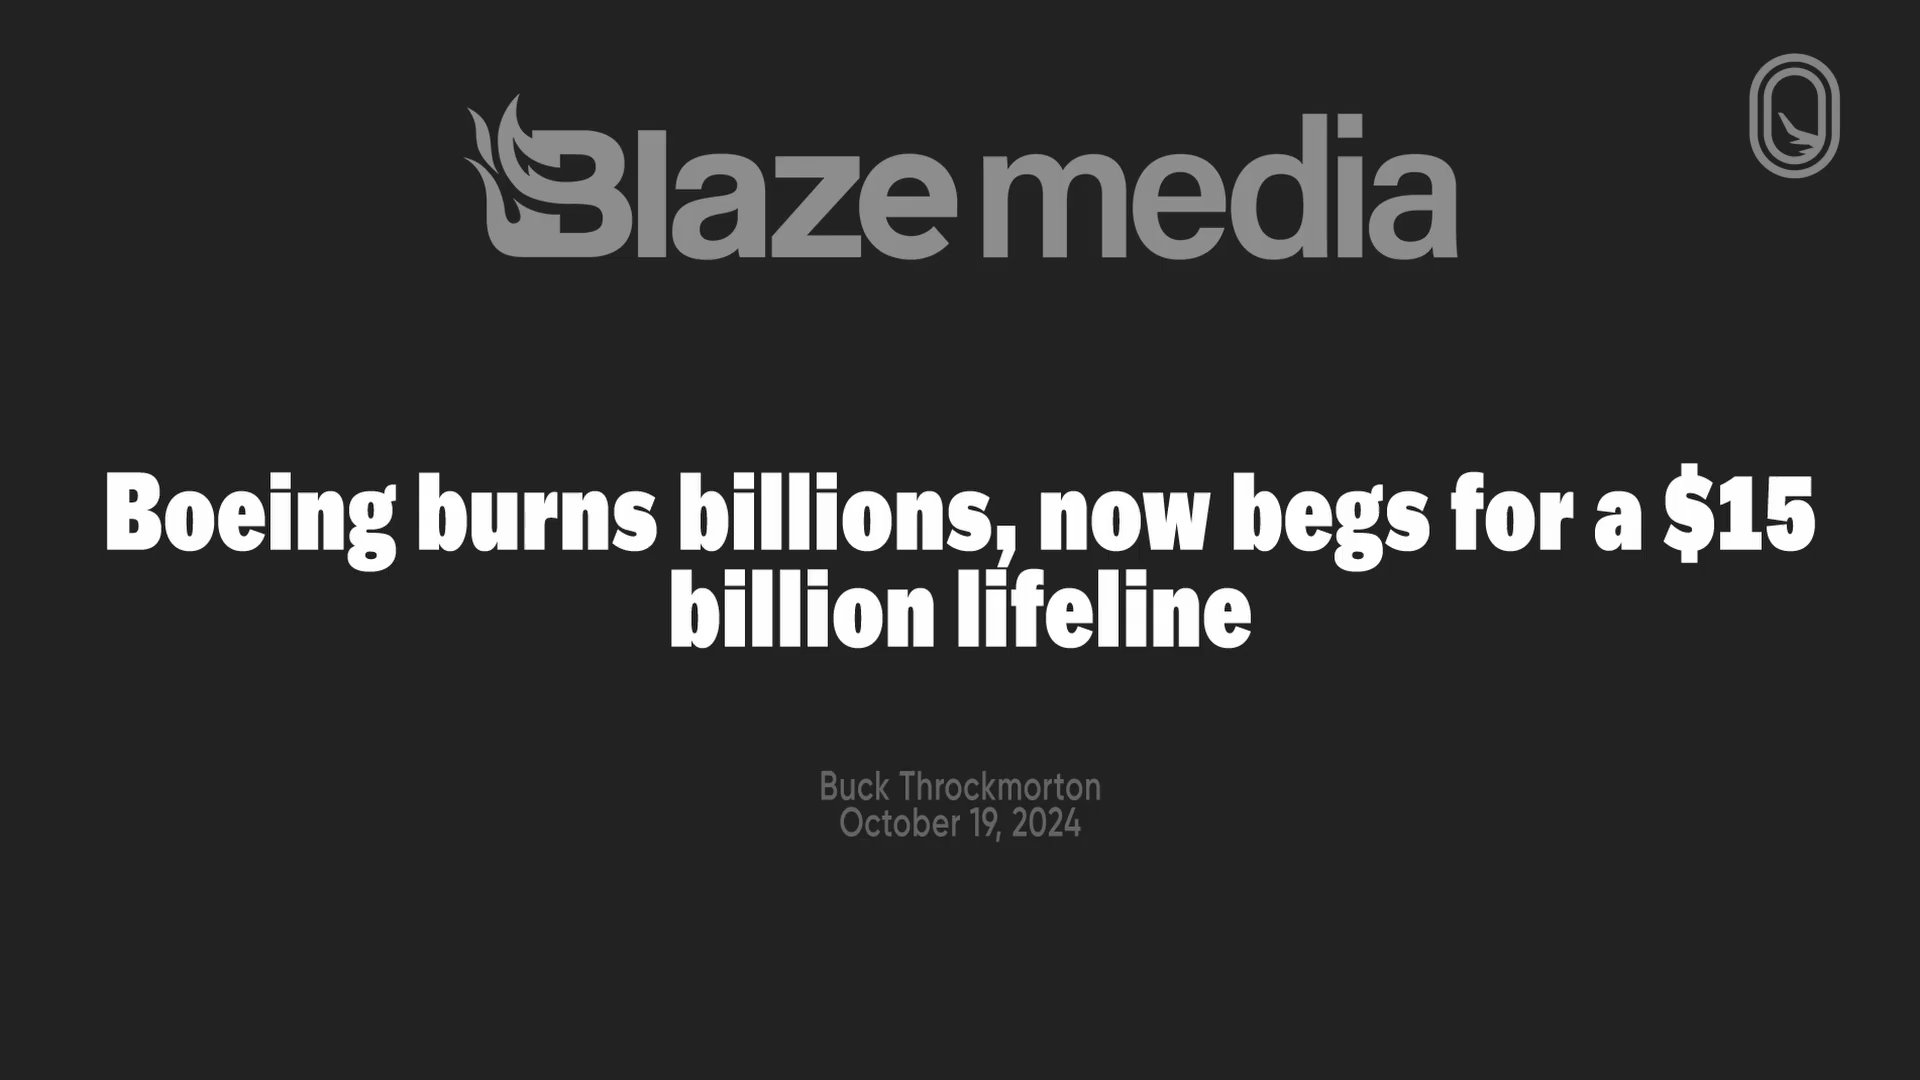 Blaze media
Boeing burns billions, now begs for a $15
billion lifeline
Buck Throckmorton
October 19, 2024